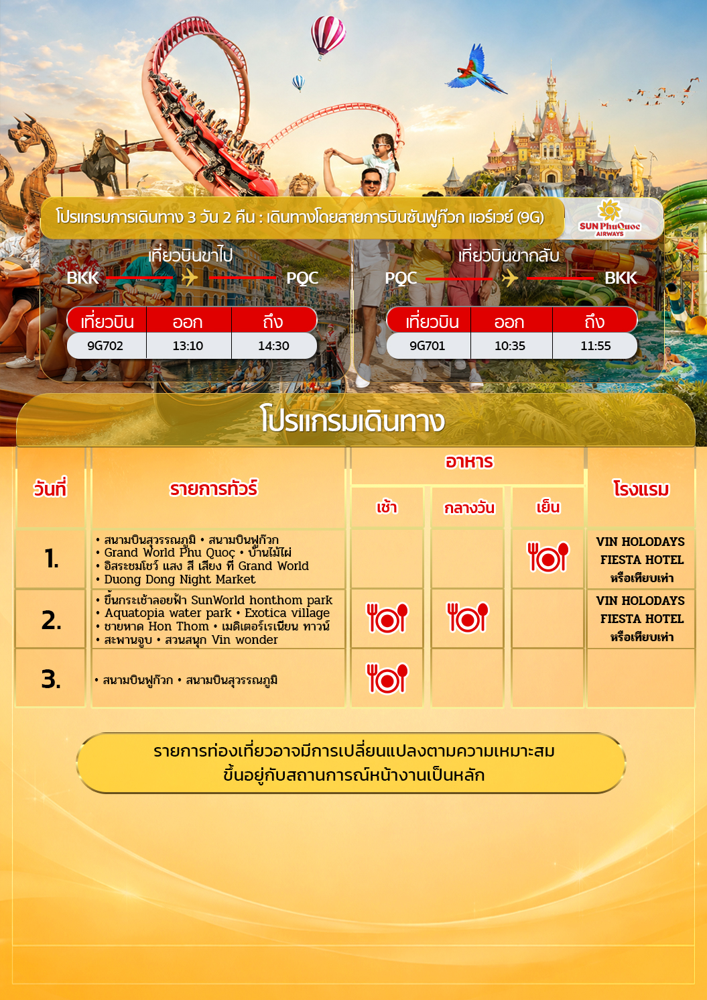 โปรแกรมการเดินทาง 3 วัน 2 คืน : เดินทางโดยสายการบินซันฟูก๊วก แอร์เวย์ (9G)
SUN PhuQuoc
AIRWAYS
เที่ยวบินขาไป
BKK PQC
เที่ยวบิน ออก ถึง
9G702 13:10 14:30
เที่ยวบินขากลับ
PQC BKK
เที่ยวบิน ออก ถึง
9G701 10:35 11:55
โปรแกรมเดินทาง
วันที่ รายการทัวร์ อาหาร โรงแรม
เช้า กลางวัน เย็น
1.
• สนามบินสุวรรณภูมิ • สนามบินฟูก๊วก
• Grand World Phu Quoc • บ้านไม้ไผ่
• อิสระชมโชว์ แสง สี เสียง ที่ Grand World
• Duong Dong Night Market
VIN HOLODAYS
FIESTA HOTEL
หรือเทียบเท่า
2.
• ขึ้นกระเช้าลอยฟ้า SunWorld honthom park
• Aquatopia water park • Exotica village
• ชายหาด Hon Thom • เมดิเตอร์เรเนียน ทาวน์
• สะพานจูบ • สวนสนุก Vin wonder
VIN HOLODAYS
FIESTA HOTEL
หรือเทียบเท่า
3.
• สนามบินฟูก๊วก • สนามบินสุวรรณภูมิ
รายการท่องเที่ยวอาจมีการเปลี่ยนแปลงตามความเหมาะสม
ขึ้นอยู่กับสถานการณ์หน้างานเป็นหลัก